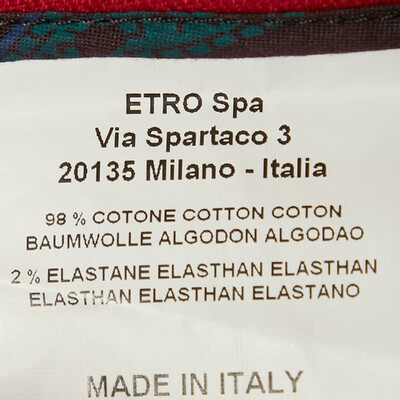 ETRO Spa
Via Spartaco 3
20135 Milano - Italia
98 % COTONE COTTON COTON
BAUMWOLLE ALGODON ALGODAO
2 % ELASTANE ELASTHAN ELASTHAN
ELASTHAN ELASTHAN ELASTANO
MADE IN ITALY